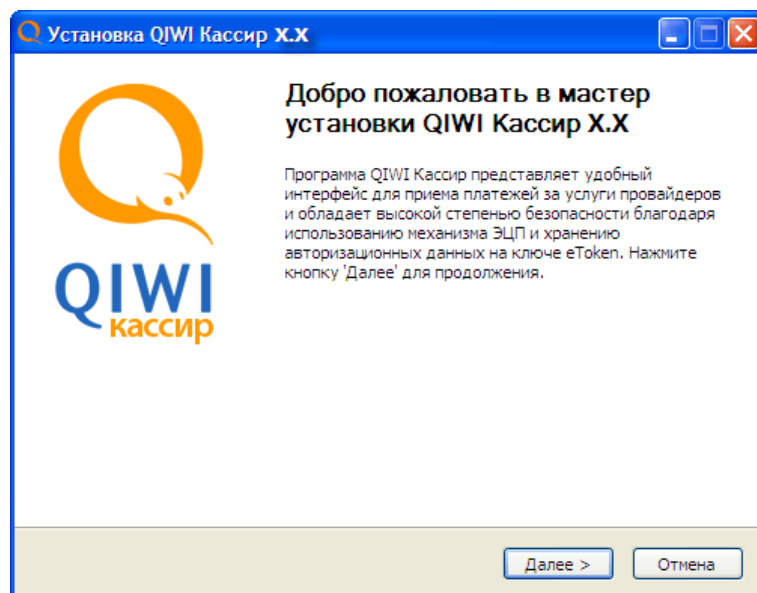 Установка QIWI Кассир X.X
Добро пожаловать в мастер
установки QIWI Кассир X.X
Программа QIWI Кассир представляет удобный
интерфейс для приема платежей за услуги провайдеров
и обладает высокой степенью безопасности благодаря
использованию механизма ЭЦП и хранению
авторизационных данных на ключе eToken. Нажмите
кнопку 'Далее' для продолжения.
QIWI
кассир
Далее >
Отмена